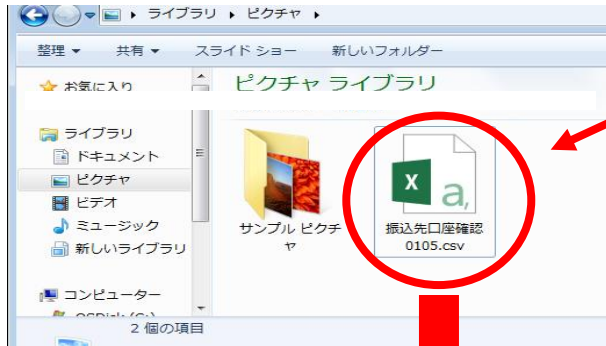 ライブラリ ピクチャ
整理 共有 スライド ショー 新しいフォルダー
お気に入り
ピクチャ ライブラリ
ライブラリ
ドキュメント
ピクチャ
ビデオ
ミュージック
新しいライブラリ
コンピューター
サンプル ピクチ
ャ
振込先口座確認
0105.csv
2 個の項目